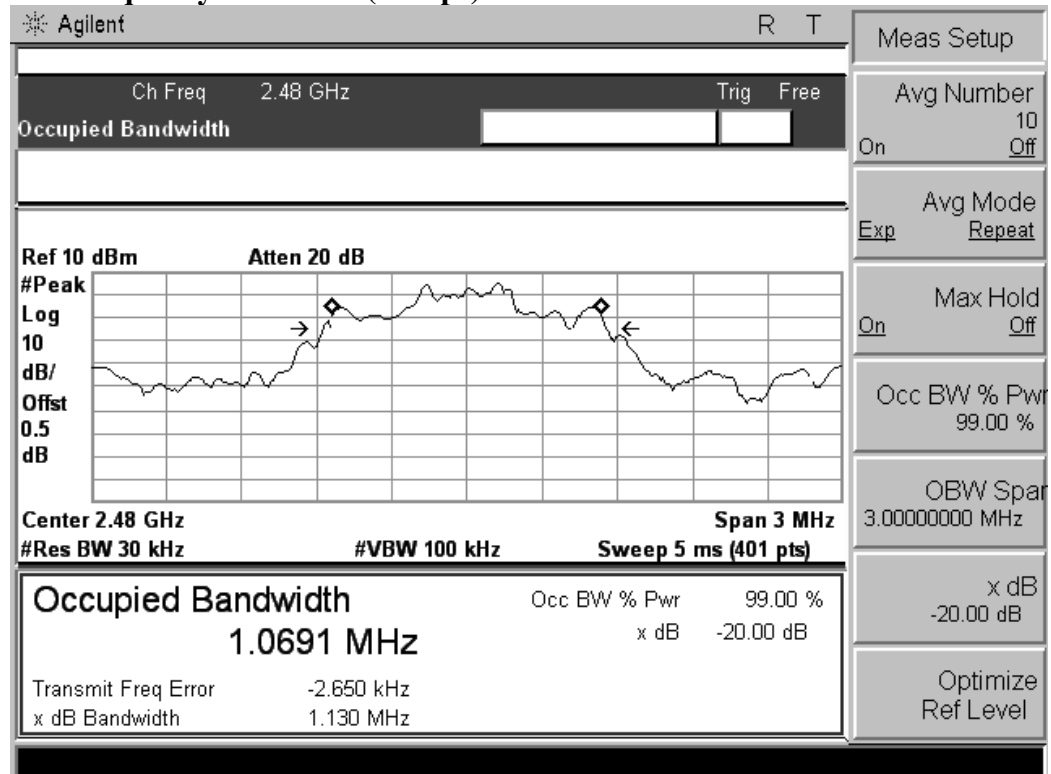 Agilent R T
Ch Freq 2.48 GHz Trig Free
Occupied Bandwidth
Ref 10 dBm Atten 20 dB
#Peak
Log
10
dB/
Offst
0.5
dB
Center 2.48 GHz Span 3 MHz
#Res BW 30 kHz #VBW 100 kHz Sweep 5 ms (401 pts)
Occupied Bandwidth
1.0691 MHz
Occ BW % Pwr 99.00 %
x dB -20.00 dB
Transmit Freq Error -2.650 kHz
x dB Bandwidth 1.130 MHz
Meas Setup
Avg Number
10
On Off
Avg Mode
Exp Repeat
Max Hold
On Off
Occ BW % Pwr
99.00 %
OBW Span
3.00000000 MHz
x dB
-20.00 dB
Optimize
Ref Level